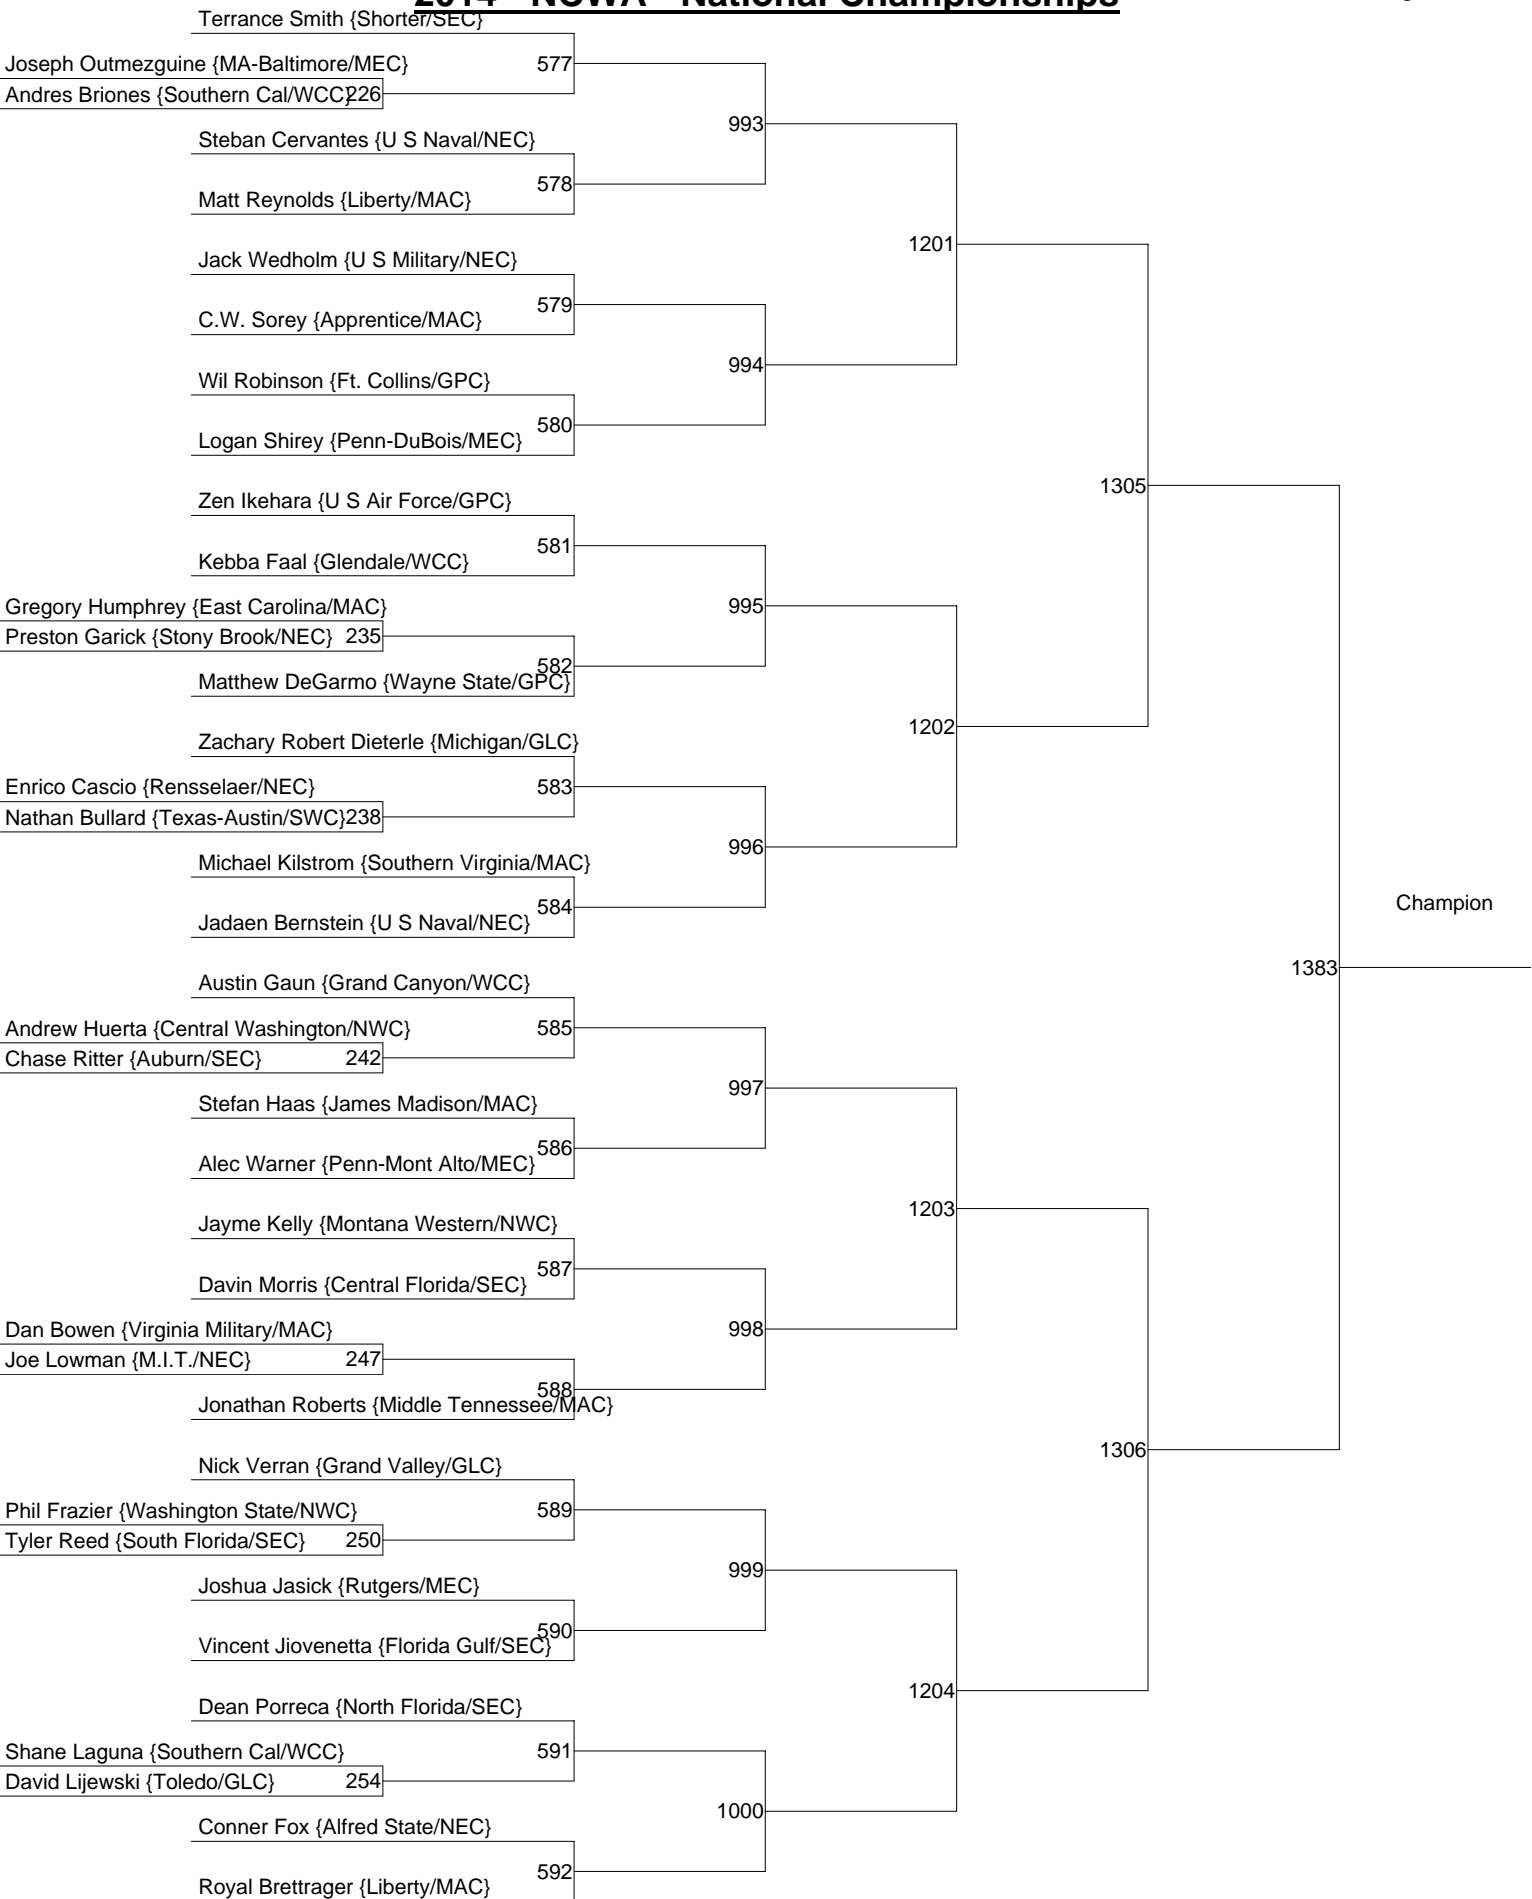 2014 - NCWA - National Championships
Terrance Smith {Shorter/SEC}
Joseph Outmezguine {MA-Baltimore/MEC}
577
Andres Briones {Southern Cal/WCC}
226
993
Steban Cervantes {U S Naval/NEC}
578
Matt Reynolds {Liberty/MAC}
1201
Jack Wedholm {U S Military/NEC}
579
C.W. Sorey {Apprentice/MAC}
994
Wil Robinson {Ft. Collins/GPC}
580
Logan Shirey {Penn-DuBois/MEC}
1305
Zen Ikehara {U S Air Force/GPC}
581
Kebba Faal {Glendale/WCC}
Gregory Humphrey {East Carolina/MAC}
995
Preston Garick {Stony Brook/NEC}
235
582
Matthew DeGarmo {Wayne State/GPC}
1202
Zachary Robert Dieterle {Michigan/GLC}
Enrico Cascio {Rensselaer/NEC}
583
Nathan Bullard {Texas-Austin/SWC}
238
996
Michael Kilstrom {Southern Virginia/MAC}
584
Champion
Jadaen Bernstein {U S Naval/NEC}
1383
Austin Gaun {Grand Canyon/WCC}
Andrew Huerta {Central Washington/NWC}
585
Chase Ritter {Auburn/SEC}
242
997
Stefan Haas {James Madison/MAC}
586
Alec Warner {Penn-Mont Alto/MEC}
1203
Jayme Kelly {Montana Western/NWC}
587
Davin Morris {Central Florida/SEC}
Dan Bowen {Virginia Military/MAC}
998
Joe Lowman {M.I.T./NEC}
247
588
Jonathan Roberts {Middle Tennessee/MAC}
1306
Nick Verran {Grand Valley/GLC}
Phil Frazier {Washington State/NWC}
589
Tyler Reed {South Florida/SEC}
250
999
Joshua Jasick {Rutgers/MEC}
590
Vincent Jiovenetta {Florida Gulf/SEC}
1204
Dean Porreca {North Florida/SEC}
Shane Laguna {Southern Cal/WCC}
591
David Lijewski {Toledo/GLC}
254
1000
Conner Fox {Alfred State/NEC}
592
Royal Brettrager {Liberty/MAC}